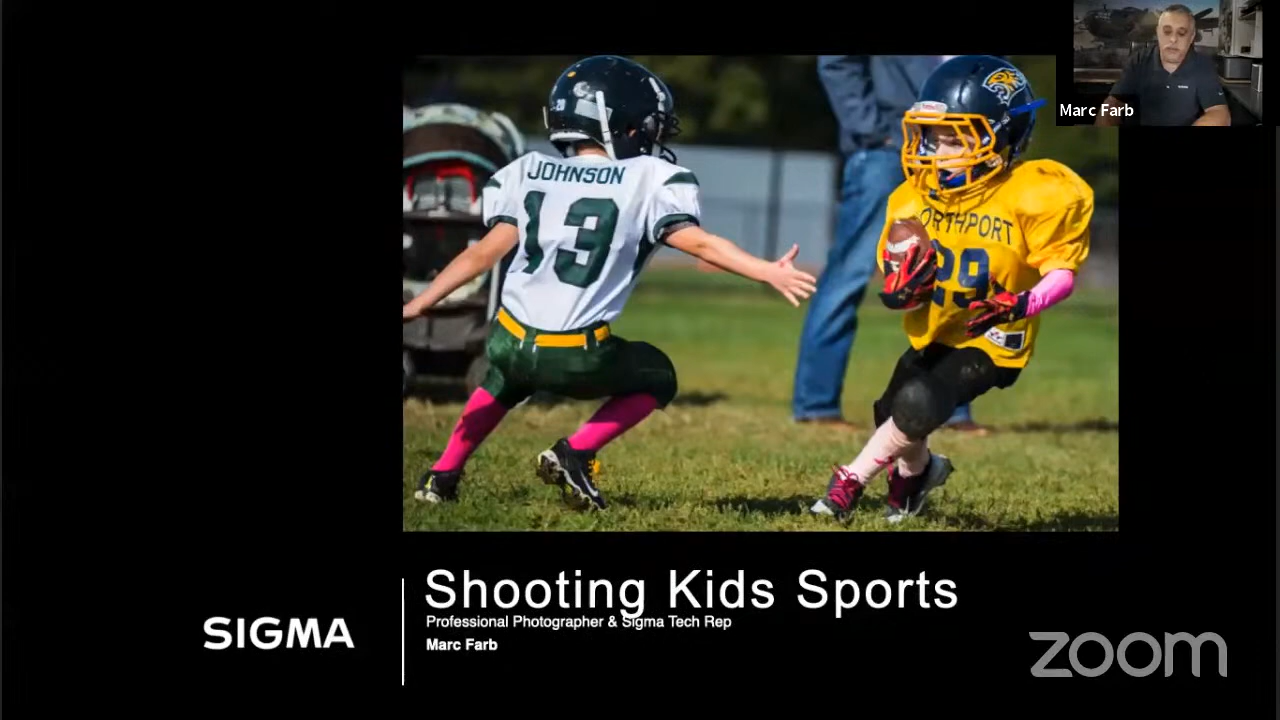 Marc Farb
JOHNSON
13
ORTHPORT
29
Shooting Kids Sports
Professional Photographer & Sigma Tech Rep
Marc Farb
SIGMA
zoom